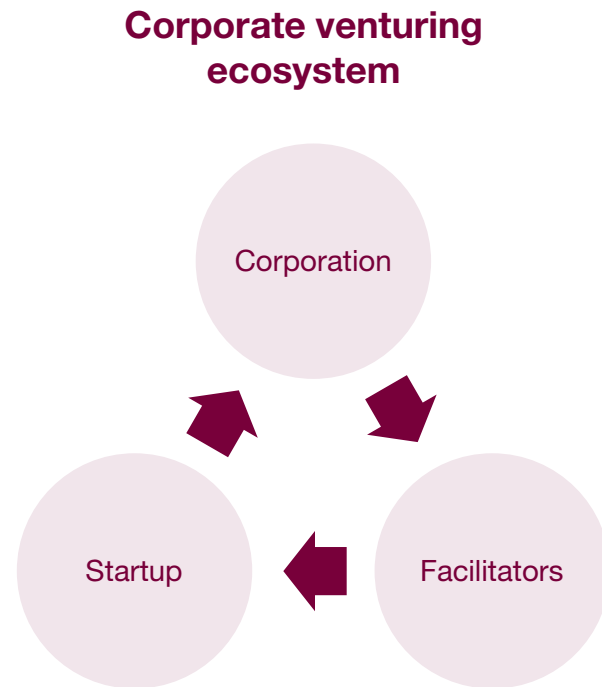 Corporate venturing
ecosystem
Corporation
Startup
Facilitators